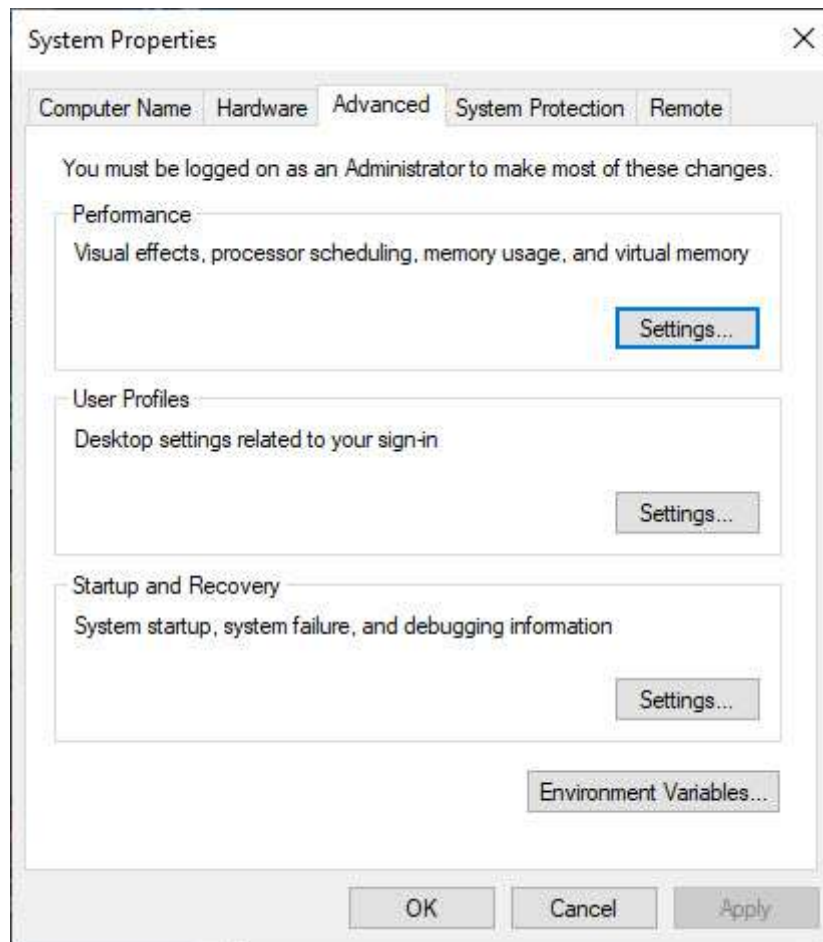 System Properties
Computer Name Hardware Advanced System Protection Remote
You must be logged on as an Administrator to make most of these changes.
Performance
Visual effects, processor scheduling, memory usage, and virtual memory
Settings...
User Profiles
Desktop settings related to your sign-in
Settings...
Startup and Recovery
System startup, system failure, and debugging information
Settings...
Environment Variables...
OK Cancel Apply